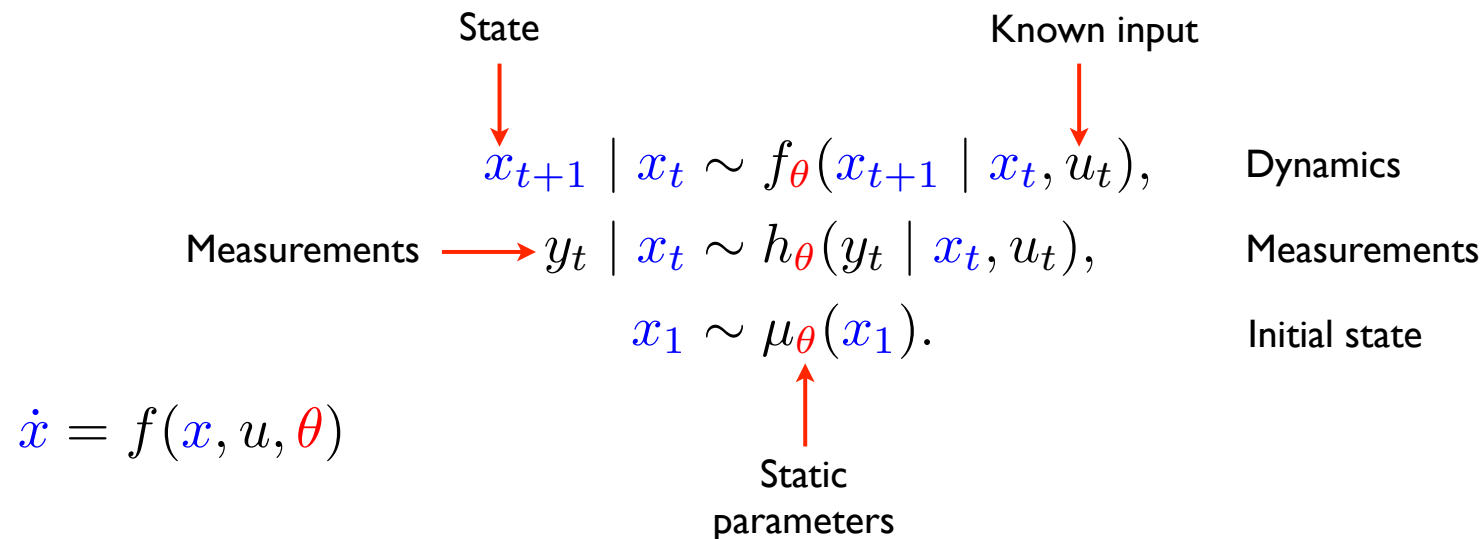 State Known input
x_{t+1} | x_t ∼ f_θ(x_{t+1} | x_t, u_t), Dynamics
Measurements y_t | x_t ∼ h_θ(y_t | x_t, u_t), Measurements
x_1 ∼ μ_θ(x_1). Initial state
ẋ = f(x, u, θ)
Static
parameters